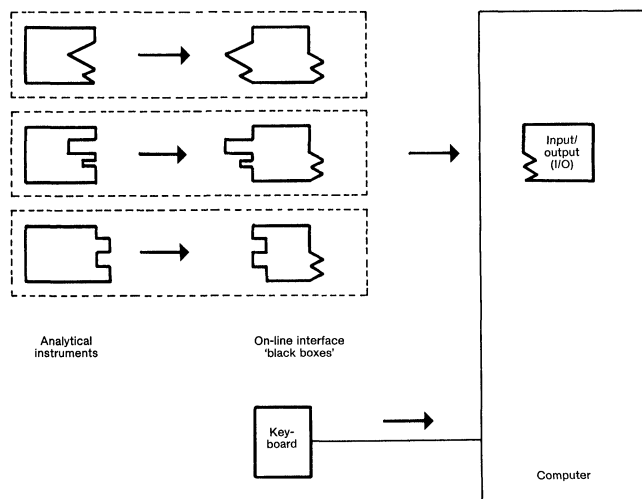 Input/
output
(I/O)
Analytical
instruments
On-line interface
'black boxes'
Key-
board
Computer